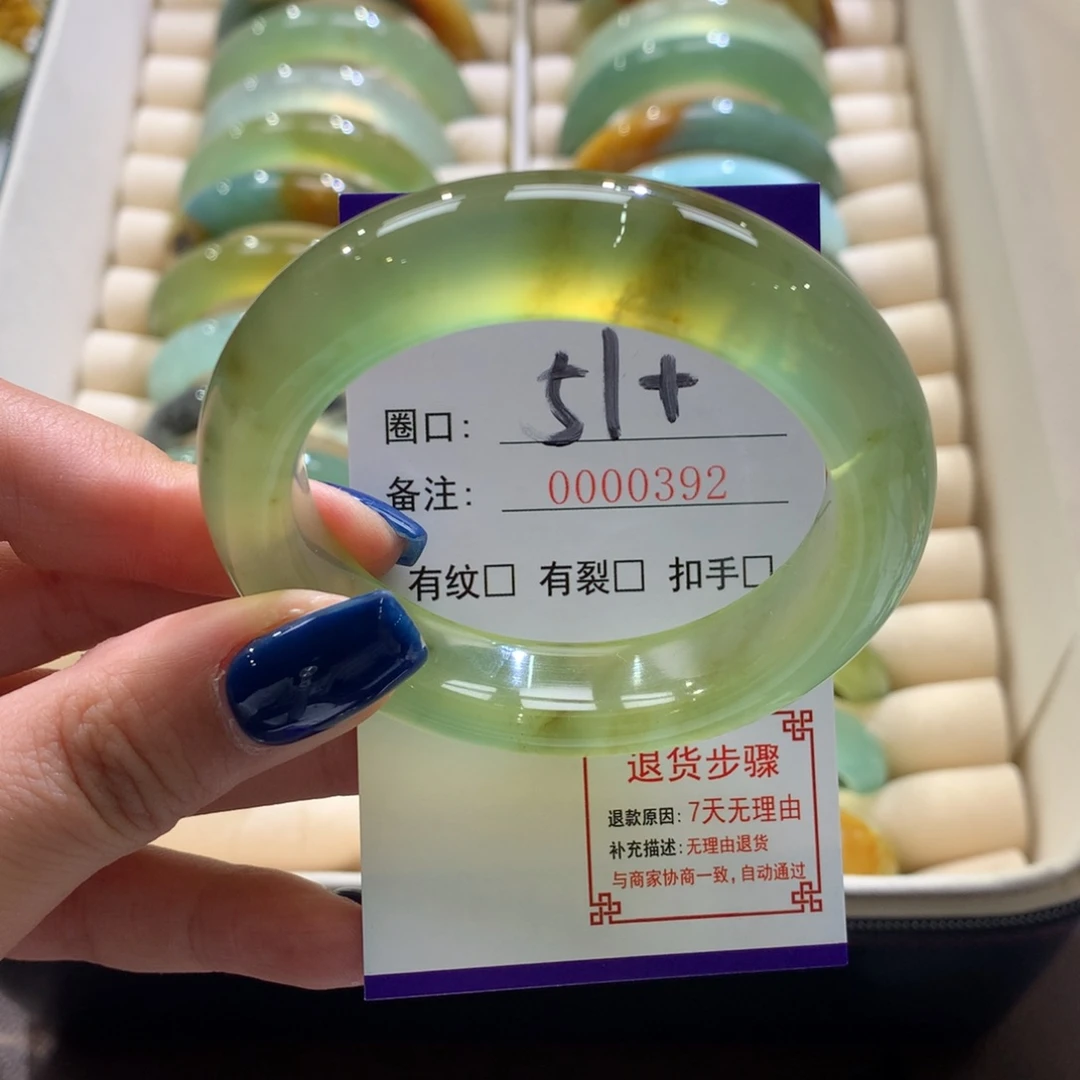 圈口: 51+
备注: 0000392
有纹□ 有裂□ 扣手□
退货步骤
退款原因: 7天无理由
补充描述: 无理由退货
与商家协商一致, 自动通过